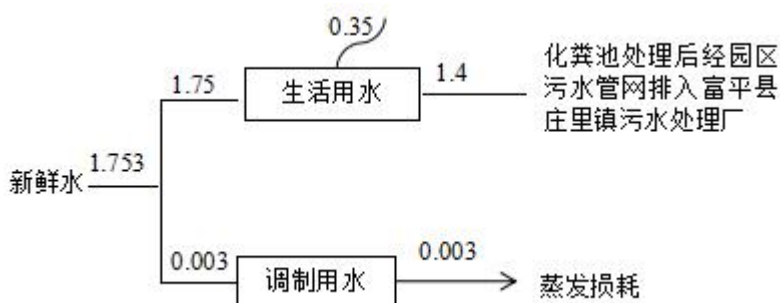 0.35
1.75
生活用水
1.4
化粪池处理后经园区
污水管网排入富平县
庄里镇污水处理厂
新鲜水
1.753
0.003
调制用水
0.003
蒸发损耗